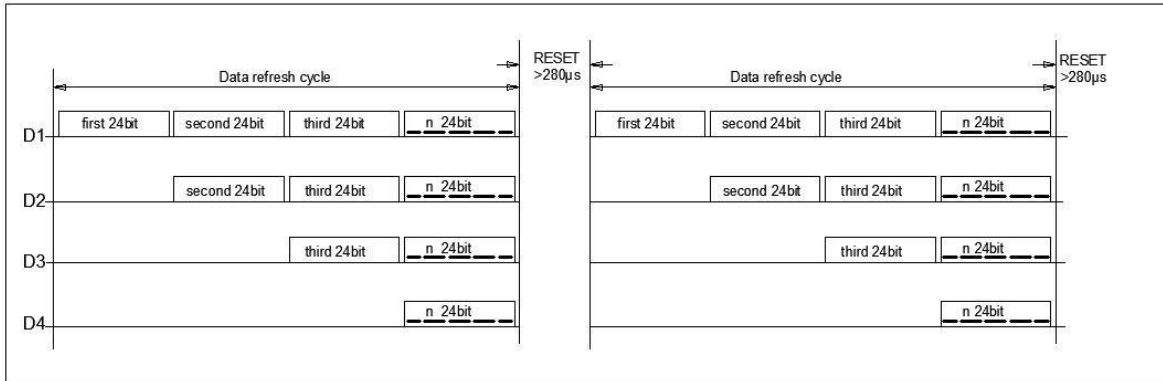 RESET
>280µs
RESET
>280µs
Data refresh cycle
Data refresh cycle
D1
first 24bit
second 24bit
third 24bit
n 24bit
first 24bit
second 24bit
third 24bit
n 24bit
D2
second 24bit
third 24bit
n 24bit
second 24bit
third 24bit
n 24bit
D3
third 24bit
n 24bit
third 24bit
n 24bit
D4
n 24bit
n 24bit